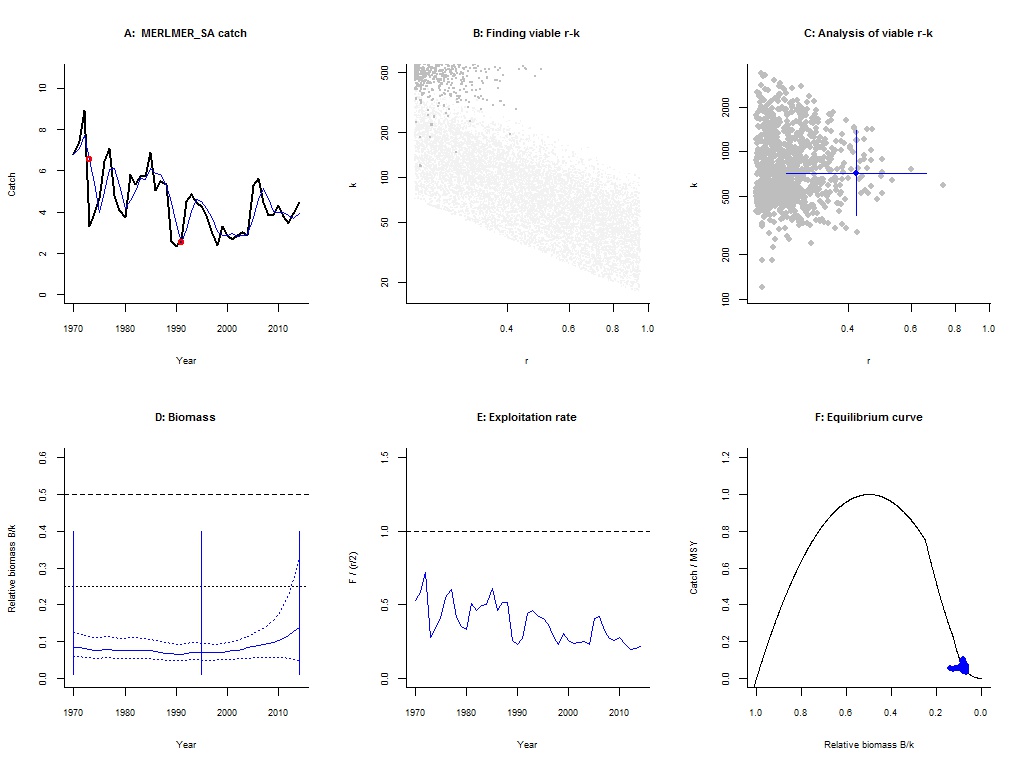 A: MERLMER_SA catch
Catch
10
8
6
4
2
0
1970 1980 1990 2000 2010
Year
B: Finding viable r-k
k
500
200
100
50
20
0.4 0.6 0.8 1.0
r
C: Analysis of viable r-k
k
2000
1000
500
200
100
0.4 0.6 0.8 1.0
r
D: Biomass
Relative biomass B/k
0.6
0.5
0.4
0.3
0.2
0.1
0.0
1970 1980 1990 2000 2010
Year
E: Exploitation rate
F / (r/2)
1.5
1.0
0.5
0.0
1970 1980 1990 2000 2010
Year
F: Equilibrium curve
Catch / MSY
1.2
1.0
0.8
0.6
0.4
0.2
0.0
1.0 0.8 0.6 0.4 0.2 0.0
Relative biomass B/k